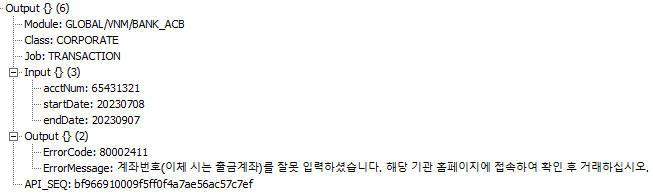 Output {} (6)
Module: GLOBAL/VNM/BANK_ACB
Class: CORPORATE
Job: TRANSACTION
Input {} (3)
acctNum: 65431321
startDate: 20230708
endDate: 20230907
Output {} (2)
ErrorCode: 80002411
ErrorMessage: 계좌번호(이체 시는 출금계좌)를 잘못 입력하셨습니다. 해당 기관 홈페이지에 접속하여 확인 후 거래하십시오.
API_SEQ: bf966910009f5ff0f4a7ae56ac57c7ef